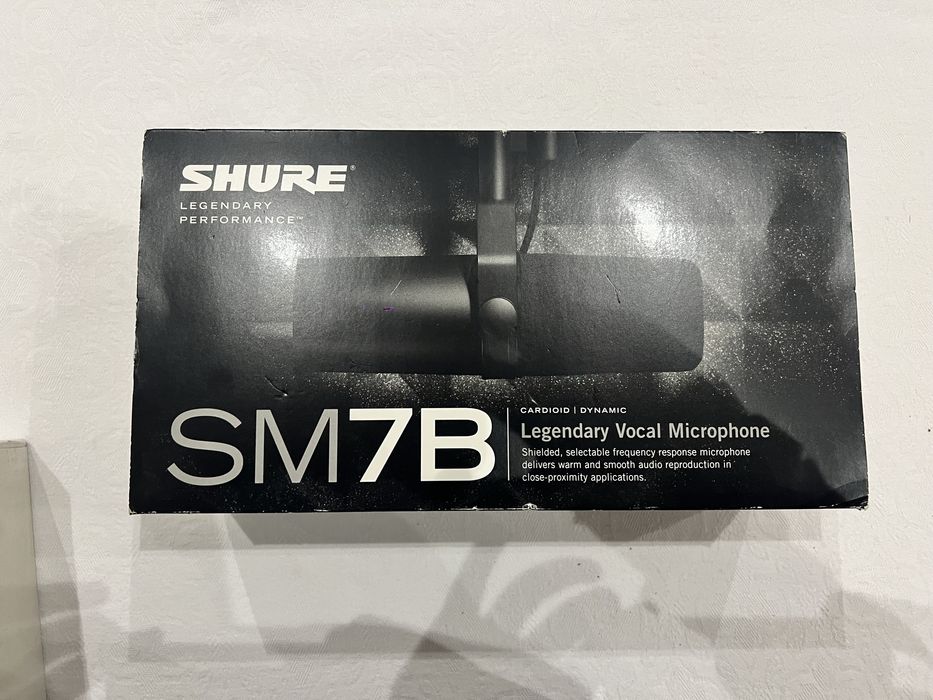 SHURE®
LEGENDARY
PERFORMANCE™
SM7B
CARDIOID | DYNAMIC
Legendary Vocal Microphone
Shielded, selectable frequency response microphone
delivers warm and smooth audio reproduction in
close-proximity applications.